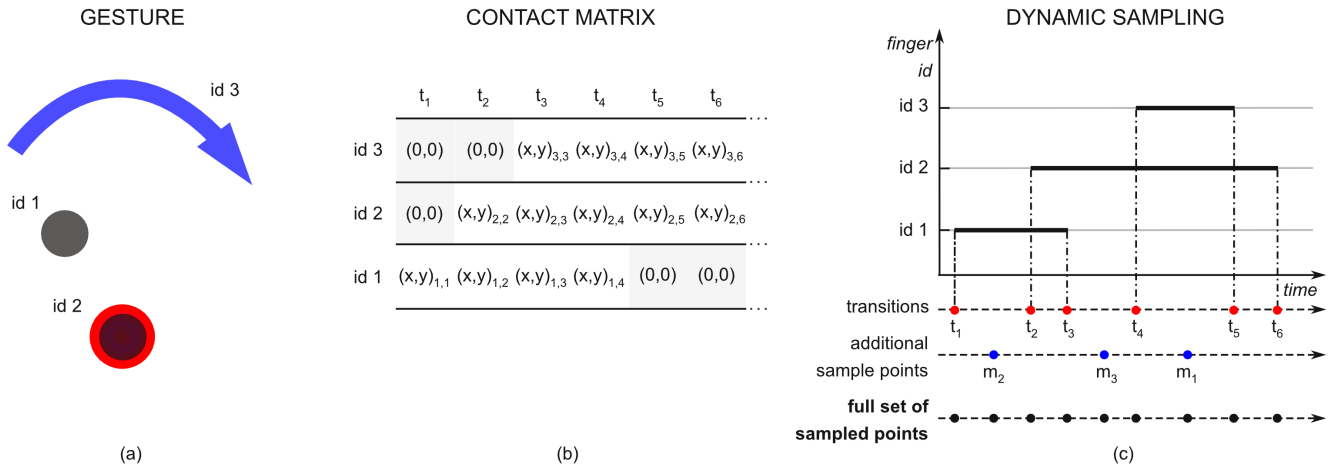 GESTURE
id 3
id 1
id 2
(a)
CONTACT MATRIX
t1 t2 t3 t4 t5 t6
id 3 (0,0) (0,0) (x,y)3,3 (x,y)3,4 (x,y)3,5 (x,y)3,6 ...
id 2 (0,0) (x,y)2,2 (x,y)2,3 (x,y)2,4 (x,y)2,5 (x,y)2,6 ...
id 1 (x,y)1,1 (x,y)1,2 (x,y)1,3 (x,y)1,4 (0,0) (0,0) ...
(b)
DYNAMIC SAMPLING
finger
id
id 3
id 2
id 1
time
transitions
t1 t2 t3 t4 t5 t6
additional
sample points
m2 m3 m1
full set of
sampled points
(c)